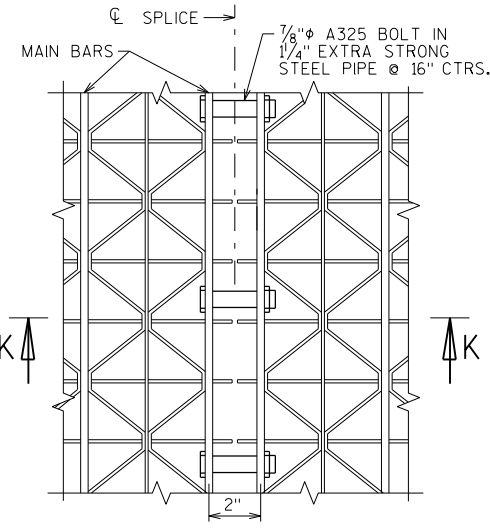 ℄ SPLICE
7/8"φ A325 BOLT IN
MAIN BARS
1 1/4" EXTRA STRONG
STEEL PIPE @ 16" CTRS.
K
K
2"